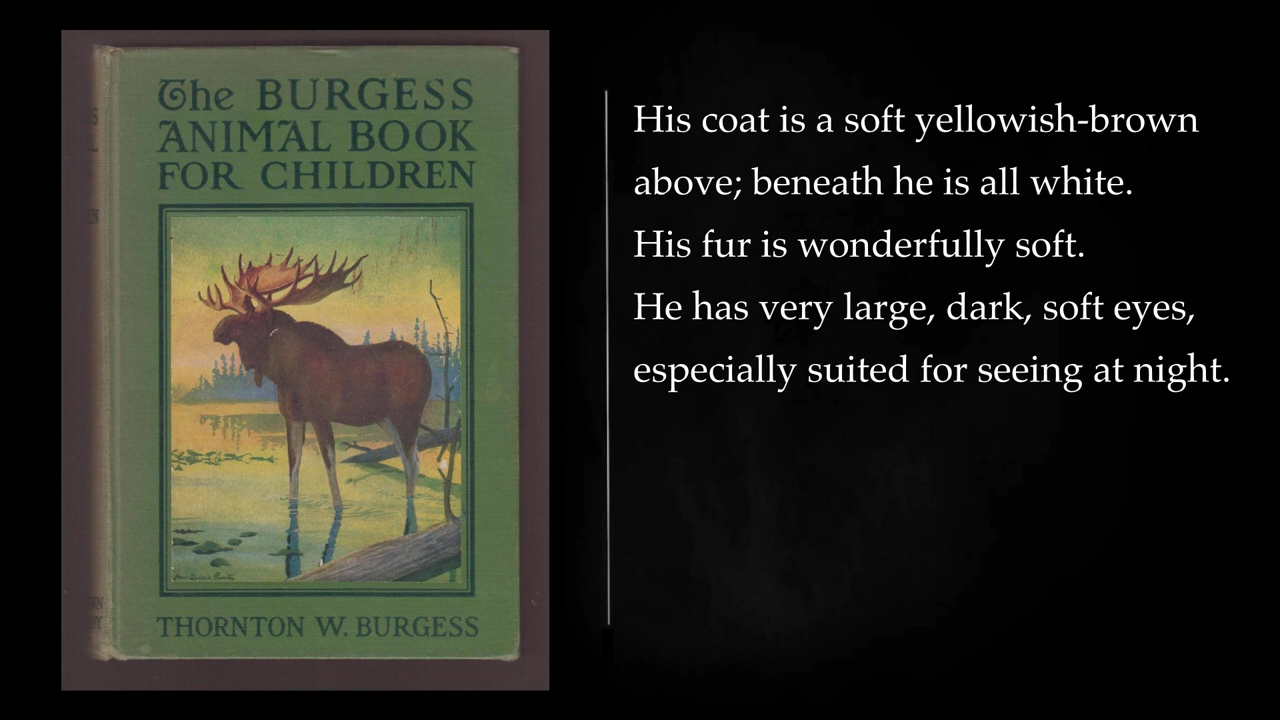 The BURGESS
ANIMAL BOOK
FOR CHILDREN
THORNTON W. BURGESS
His coat is a soft yellowish-brown
above; beneath he is all white.
His fur is wonderfully soft.
He has very large, dark, soft eyes,
especially suited for seeing at night.